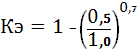 Кэ = 1 - (0,5/1,0)^0,7